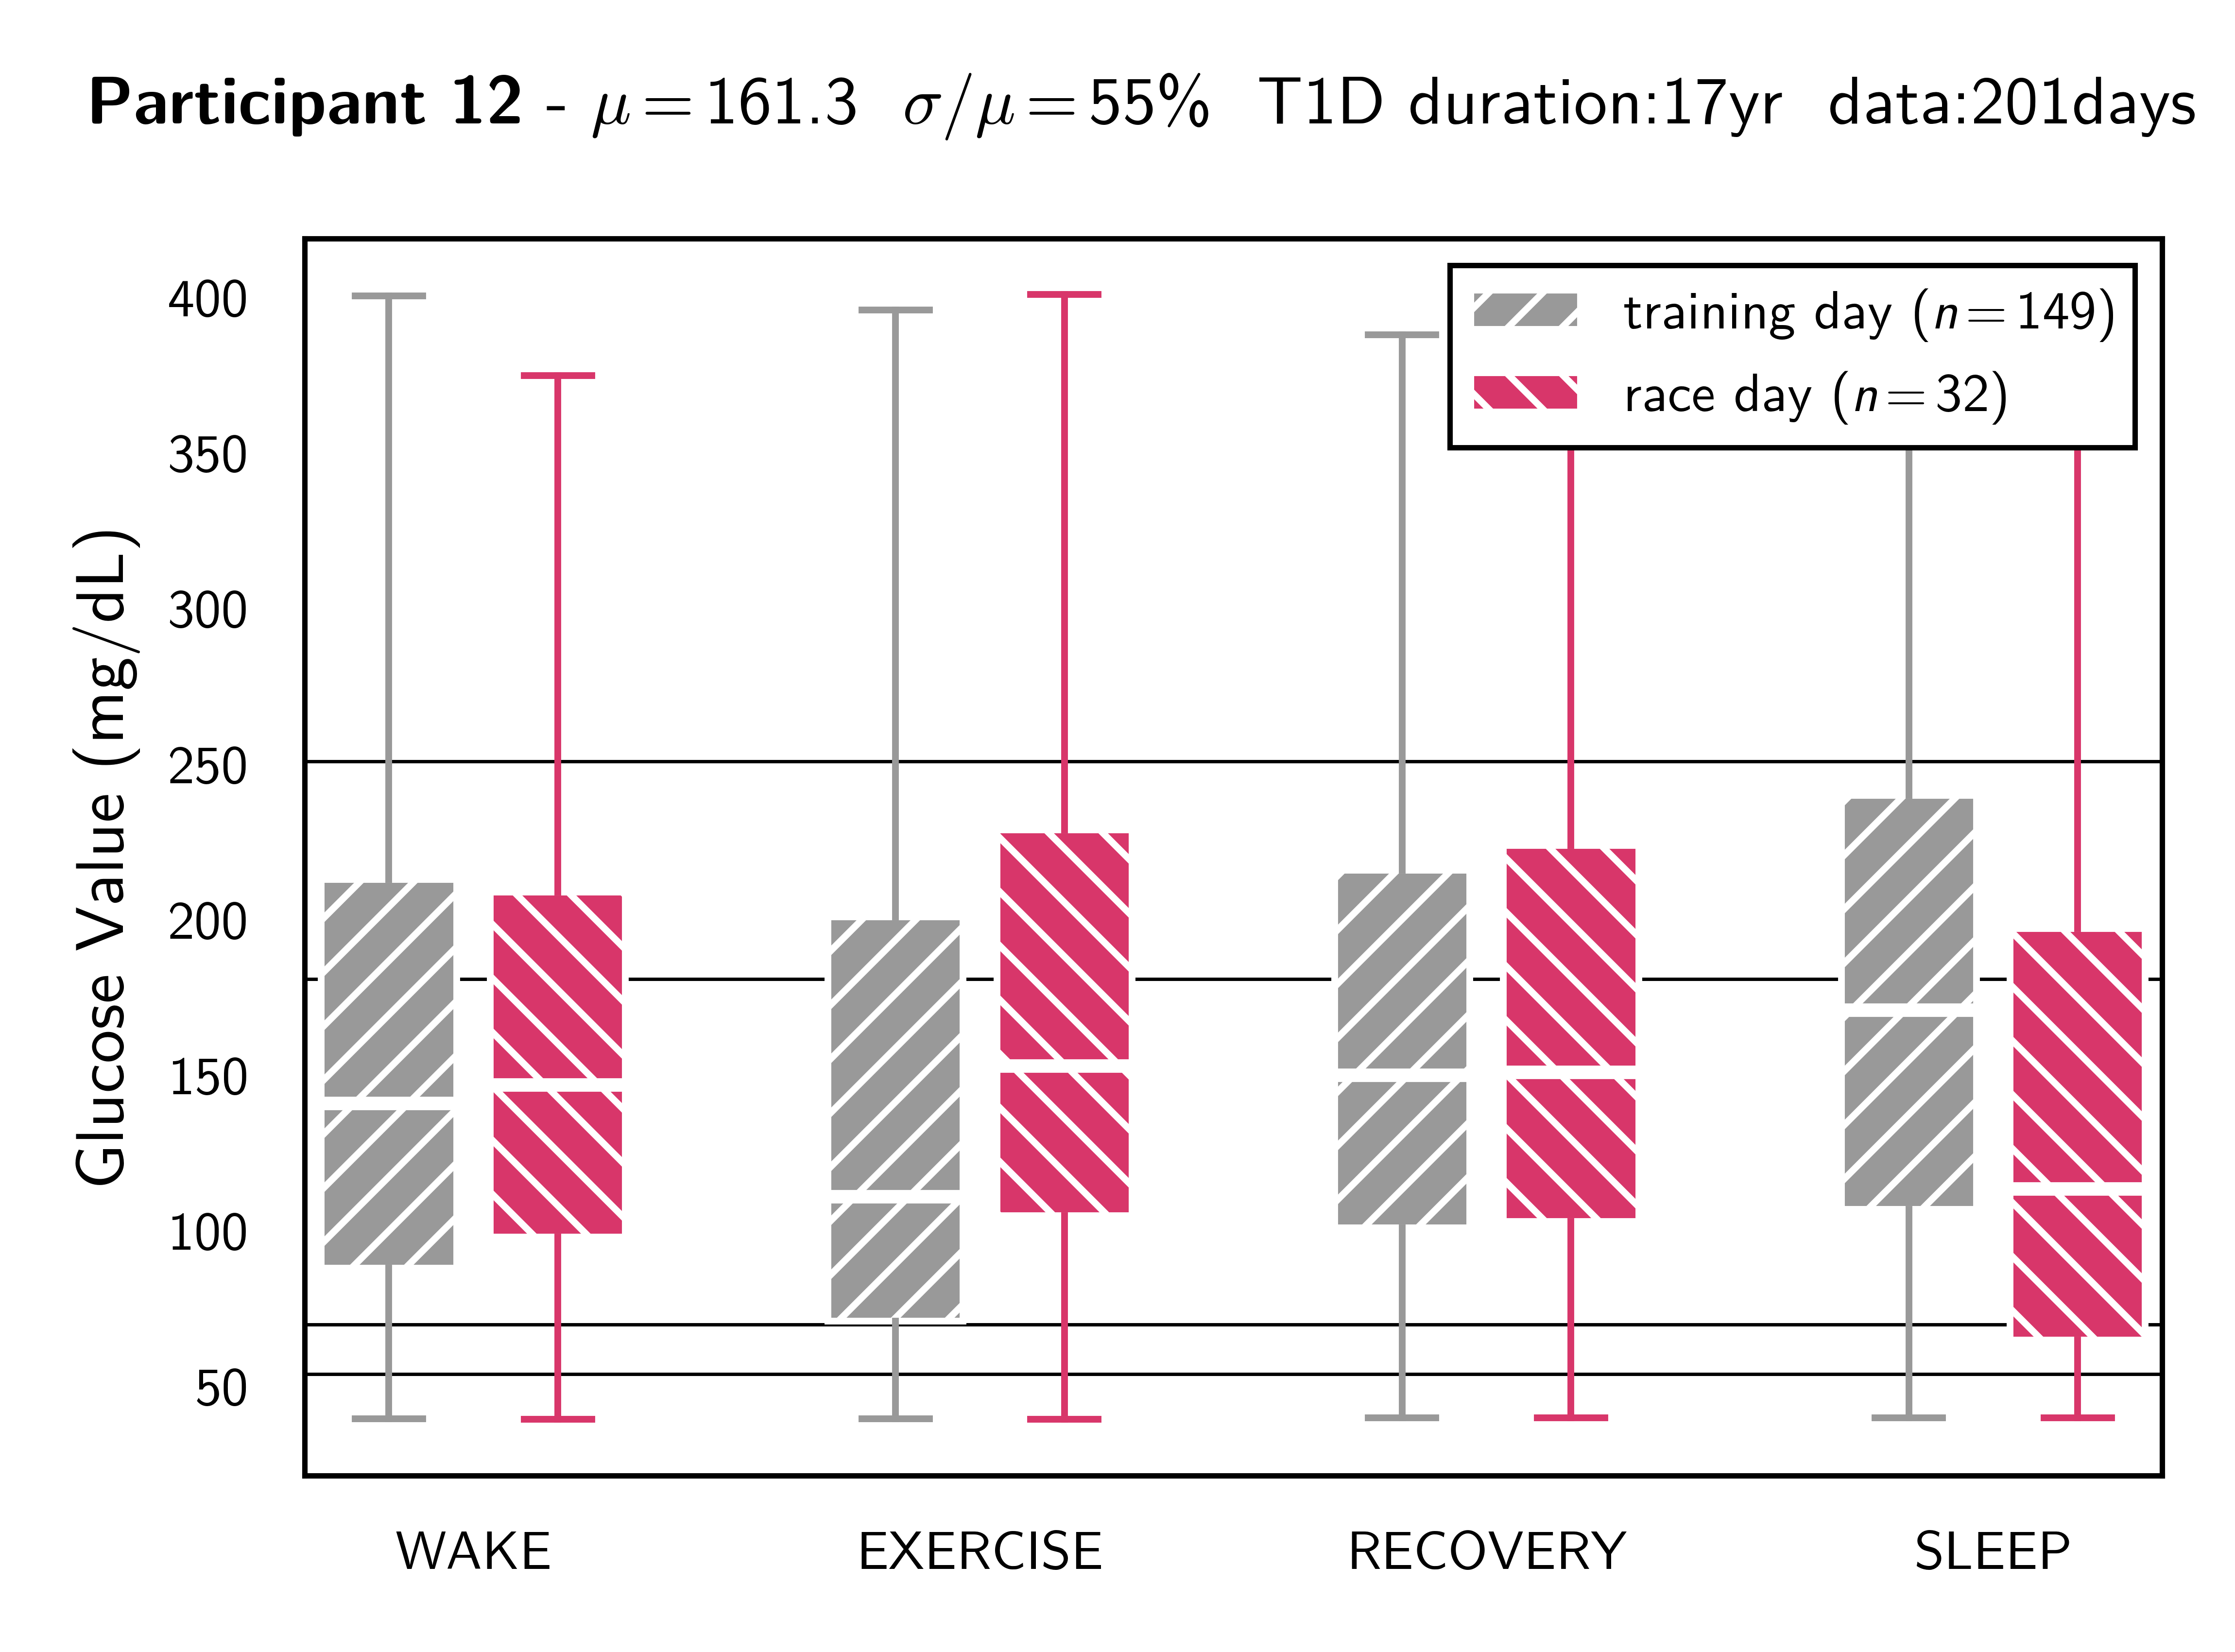 Participant 12 - μ=161.3 σ/μ=55% T1D duration:17yr data:201days
400
350
300
250
200
150
100
50
Glucose Value (mg/dL)
training day (n=149)
race day (n=32)
WAKE
EXERCISE
RECOVERY
SLEEP